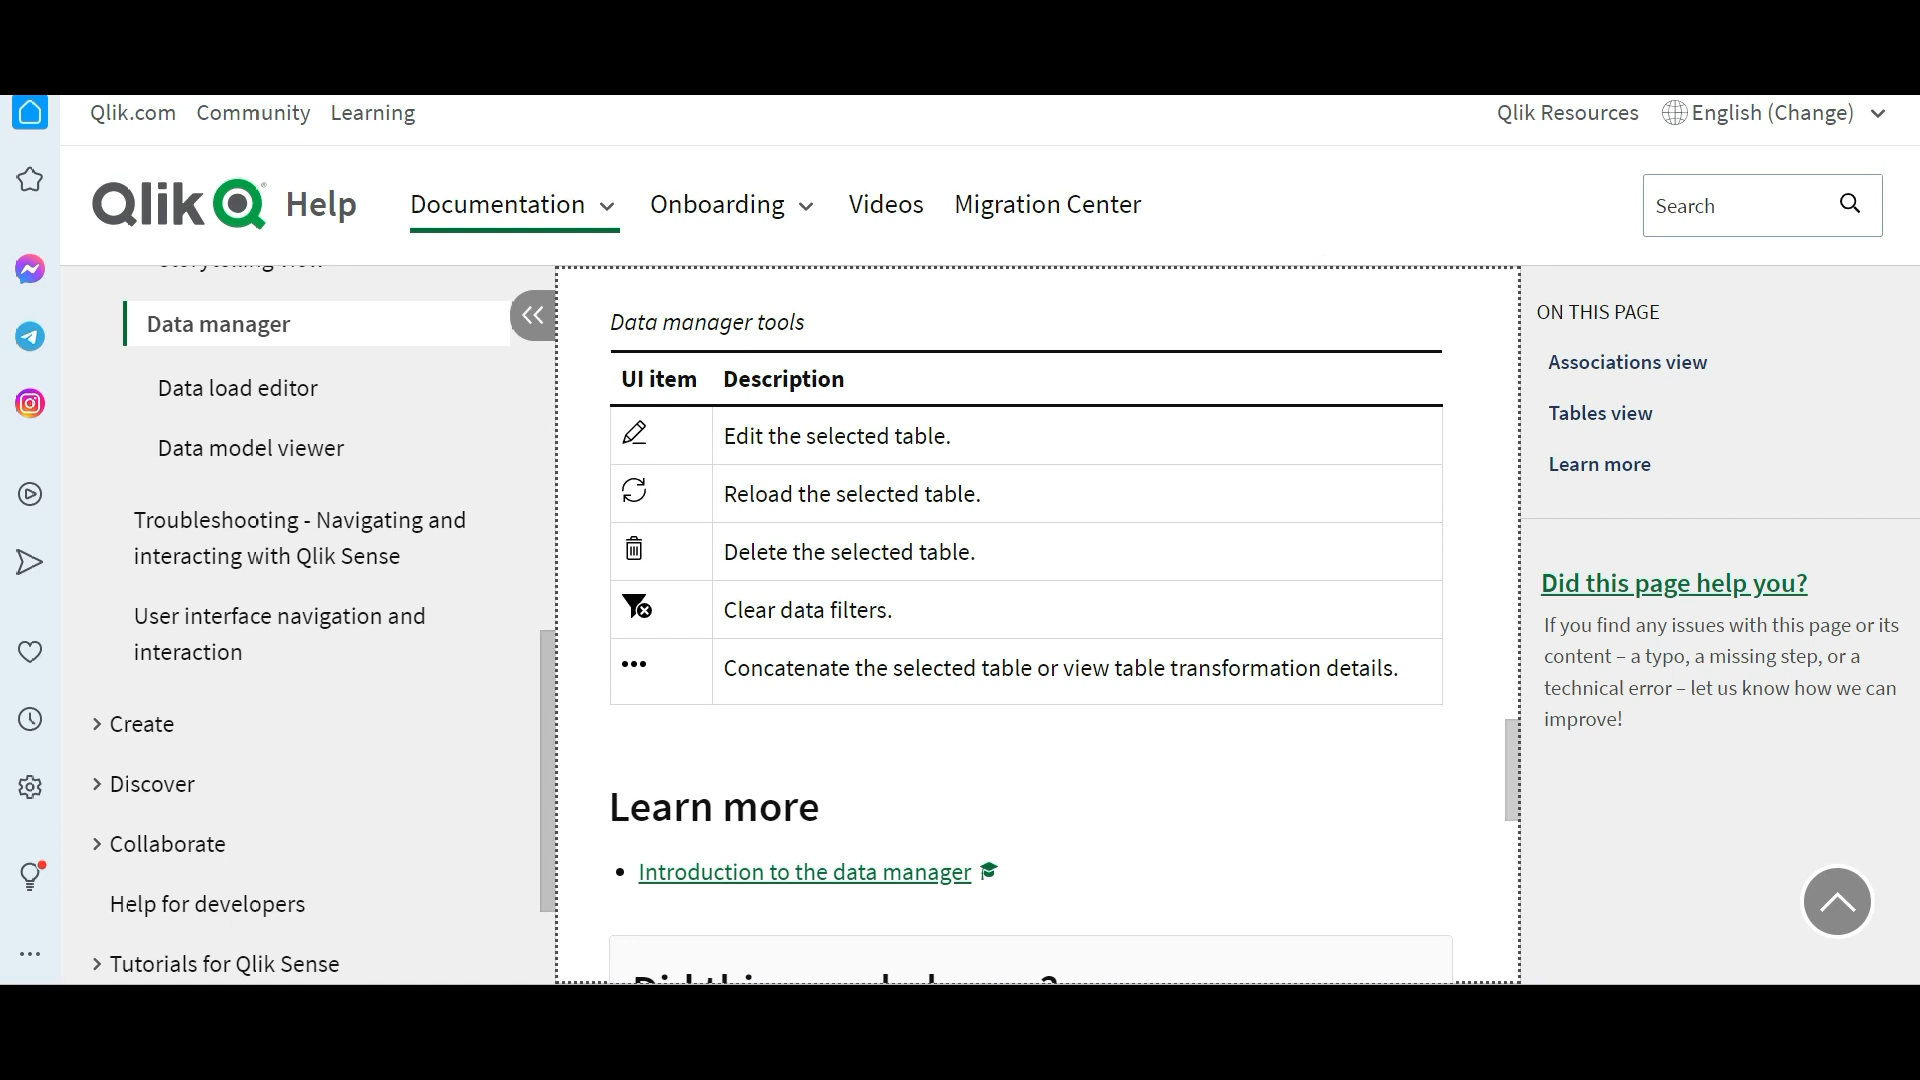 Qlik.com Community Learning
Qlik Resources English (Change)
Qlik Help
Documentation Onboarding Videos Migration Center
Search
Data manager
Data load editor
Data model viewer
Troubleshooting - Navigating and
interacting with Qlik Sense
User interface navigation and
interaction
Create
Discover
Collaborate
Help for developers
Tutorials for Qlik Sense
Data manager tools
UI item Description
Edit the selected table.
Reload the selected table.
Delete the selected table.
Clear data filters.
Concatenate the selected table or view table transformation details.
Learn more
Introduction to the data manager
ON THIS PAGE
Associations view
Tables view
Learn more
Did this page help you?
If you find any issues with this page or its
content – a typo, a missing step, or a
technical error – let us know how we can
improve!